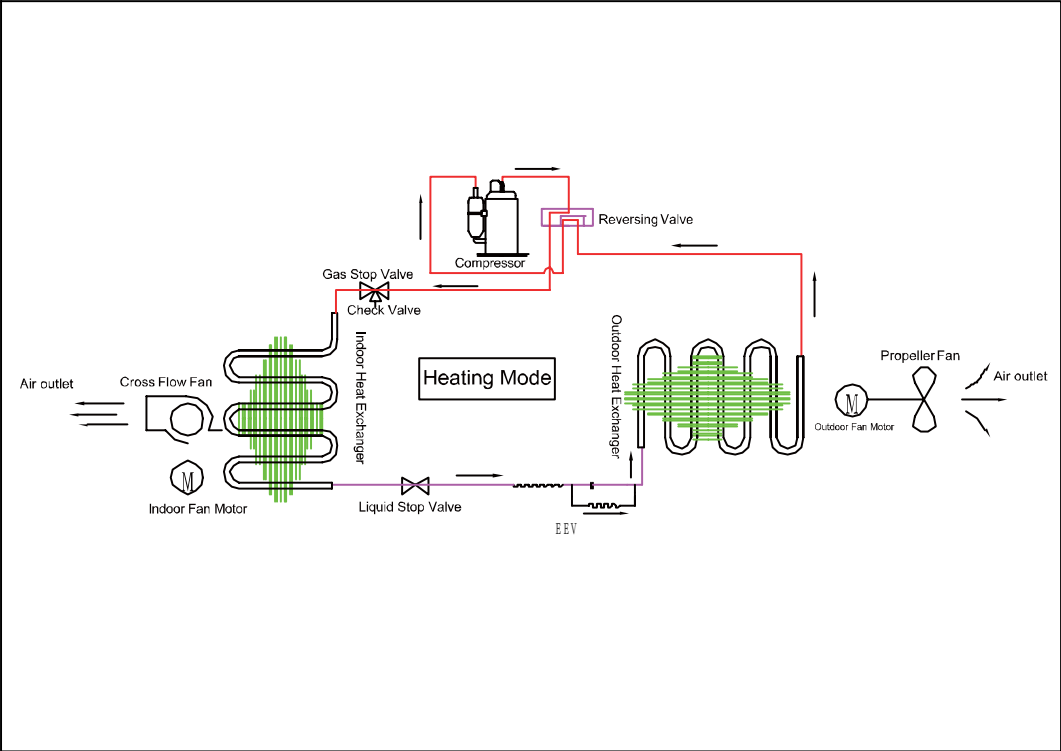 Reversing Valve
Compressor
Gas Stop Valve
Check Valve
Indoor Heat Exchanger
Outdoor Heat Exchanger
Heating Mode
Air outlet
Cross Flow Fan
Propeller Fan
Air outlet
M
Outdoor Fan Motor
M
Indoor Fan Motor
Liquid Stop Valve
EEV